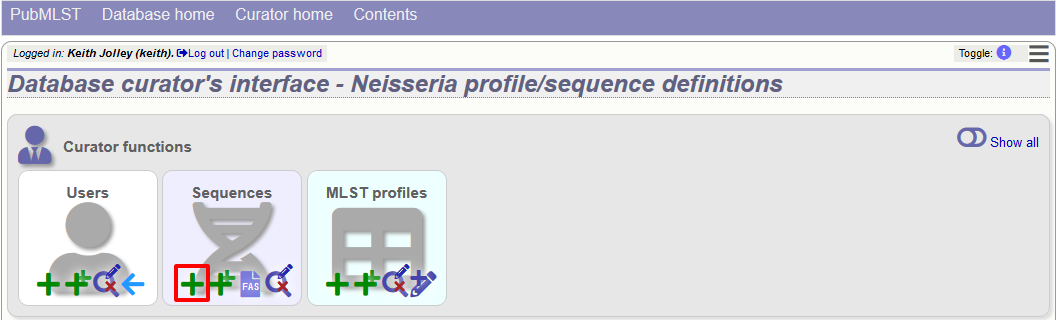 PubMLST Database home Curator home Contents
Logged in: Keith Jolley (keith). Log out | Change password Toggle: i
Database curator's interface - Neisseria profile/sequence definitions
Curator functions Show all
Users Sequences MLST profiles
FAS